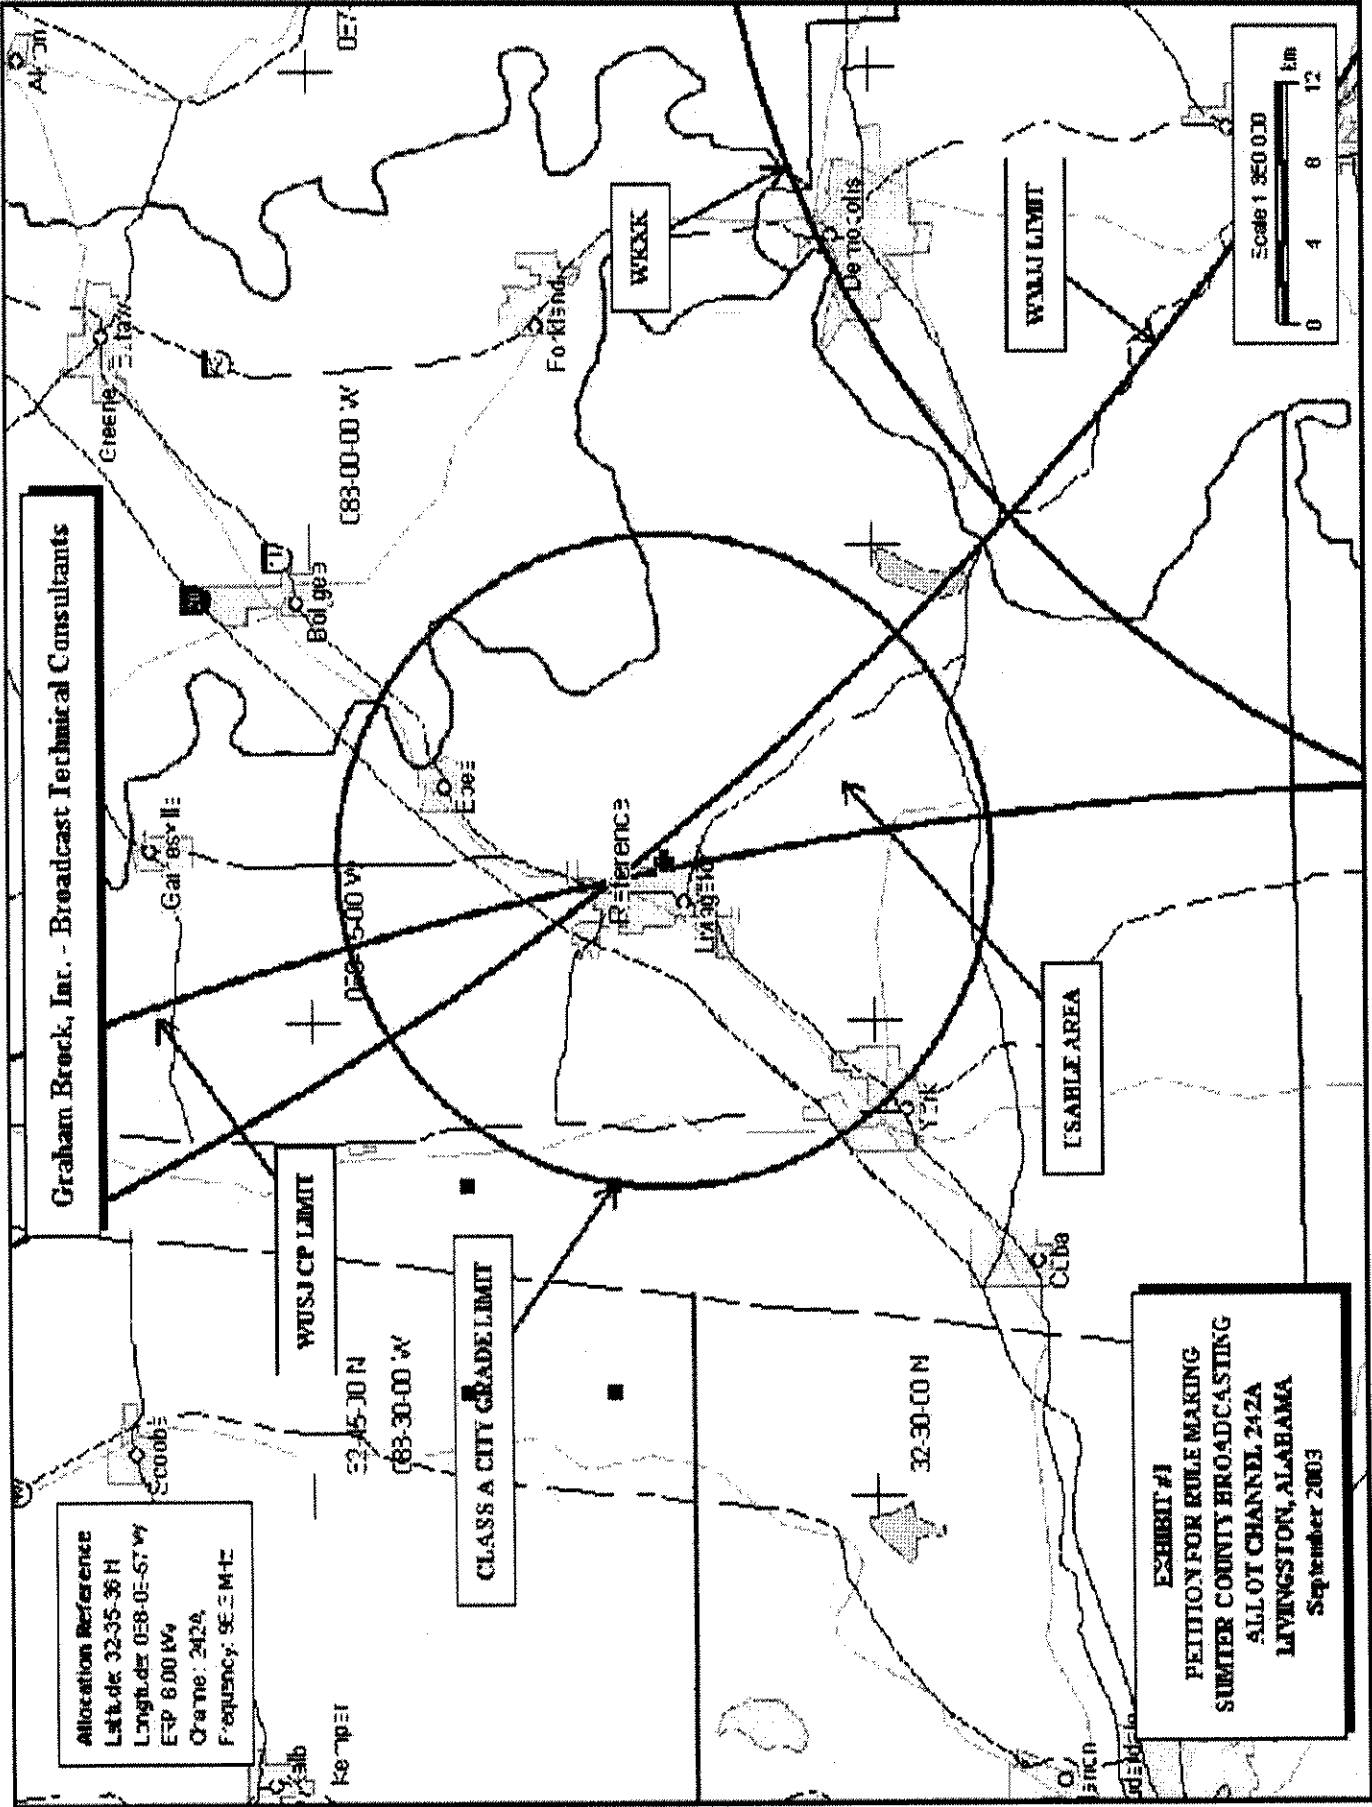 Graham Brock, Inc. - Broadcast Technical Consultants
Allocation Reference
Latitude: 32-35-36 N
ERP: 6.00 kW
Channel: 242A
WUSJ CP LIMIT
CLASS A CITY GRADE LIMIT
WKXK
WALJ LIMIT
USABLE AREA
Reference
Greene
Forkland
Demopolis
Epes
York
Cuba
Kemper
32-45-00 N
088-30-00 W
088-00-00 W
32-30-00 N
Scale 1:350 000
0 4 8 12
km
EXHIBIT #1
PETITION FOR RULE MAKING
SUMTER COUNTY BROADCASTING
ALLOT CHANNEL 242A
LIVINGSTON, ALABAMA
September 2003